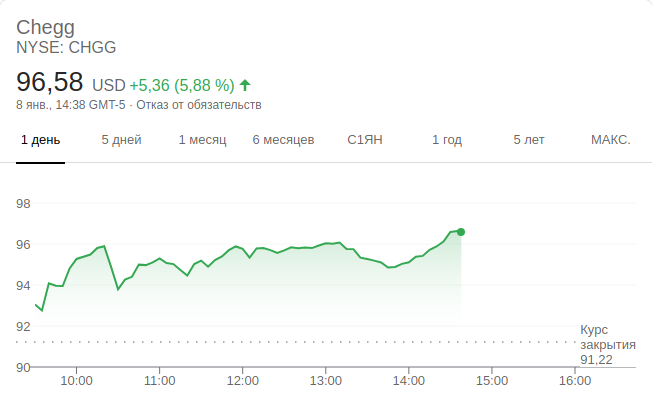 Chegg
NYSE: CHGG
96,58 USD +5,36 (5,88 %)
8 янв., 14:38 GMT-5 · Отказ от обязательств
1 день 5 дней 1 месяц 6 месяцев С1ЯН 1 год 5 лет МАКС.
98
96
94
92
90
Курс
закрытия
91,22
10:00 11:00 12:00 13:00 14:00 15:00 16:00